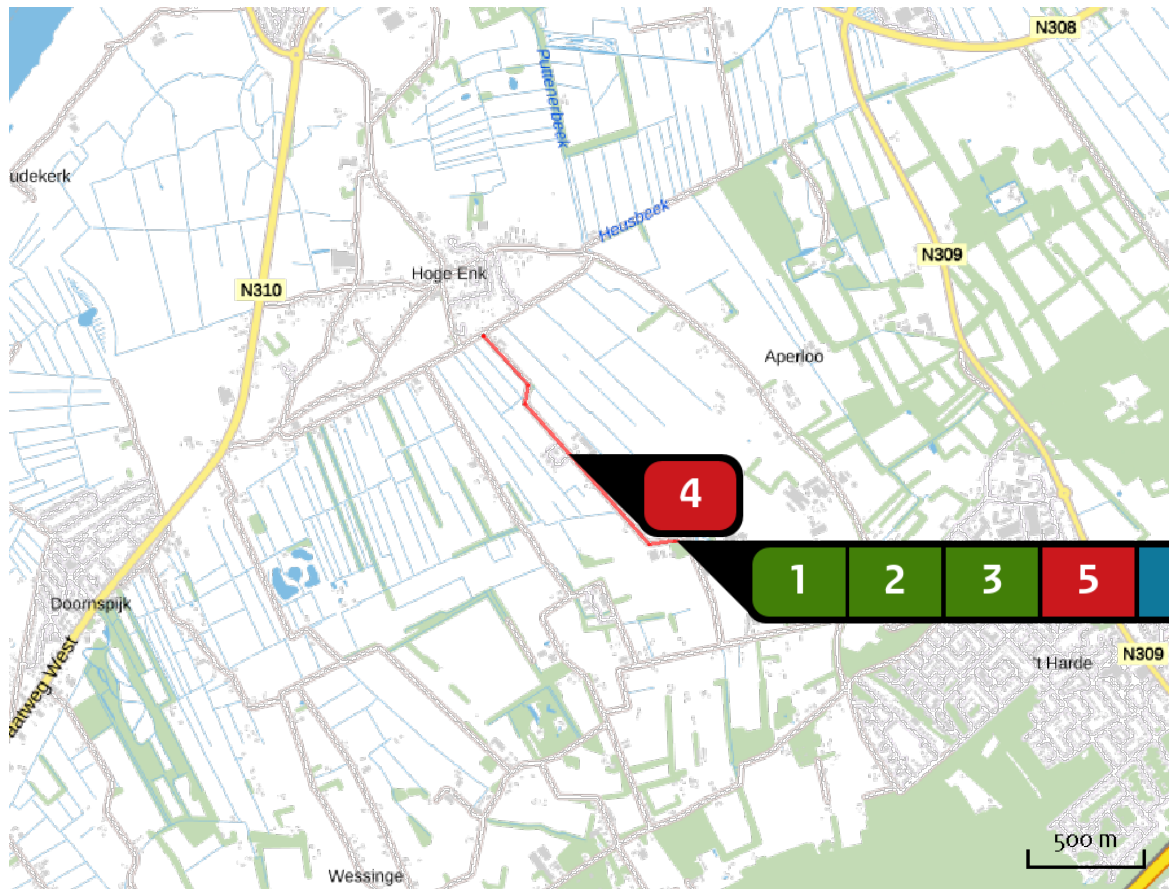 N308
Puttenerbeek
udekerk
Heusbeek
N309
Hoge Enk
N310
Aperloo
4
1 2 3 5
Doornspijk
aatweg West
't Harde
N309
500 m
Wessinge